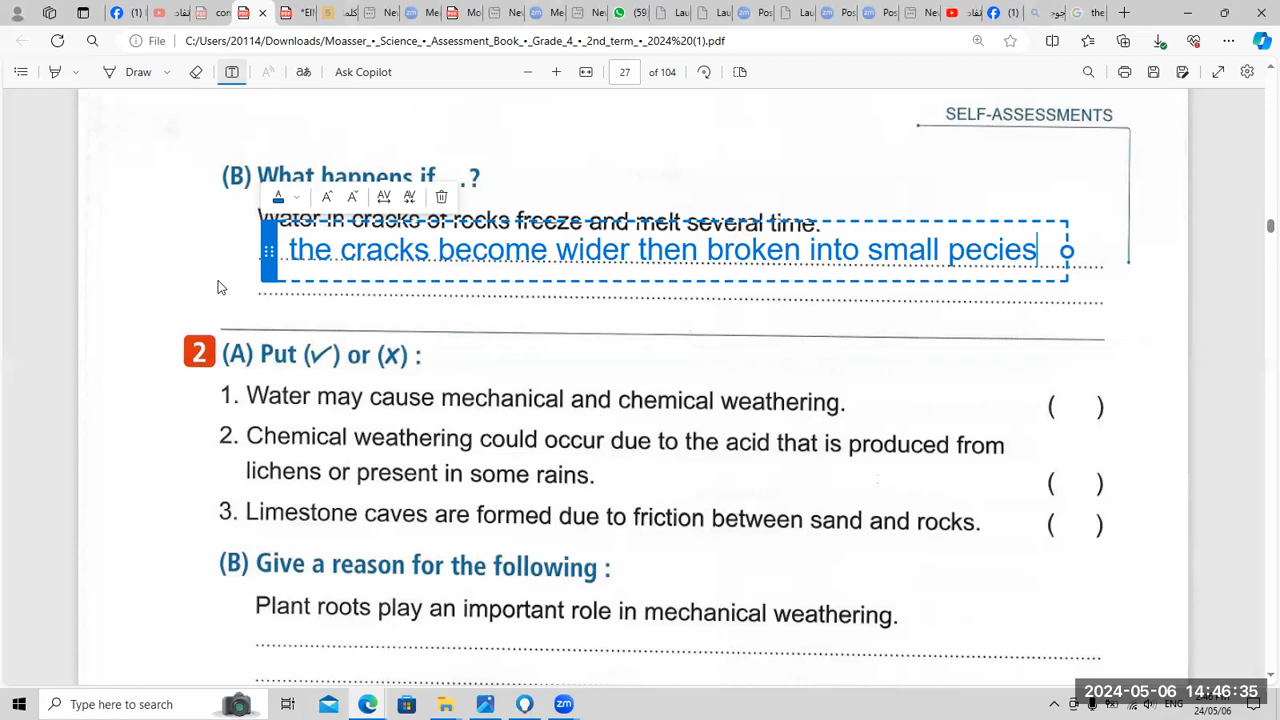 (1)
(59
File
C:/Users/20114/Downloads/Moasser_•_Science_•_Assessment_Book_•_Grade_4_•_2nd_term_•_2024%20(1).pdf
Draw
Ask Copilot
27 of 104
SELF-ASSESSMENTS
(B) What happens if ...?
Water in cracks of rocks freeze and melt several time.
the cracks become wider then broken into small pecies
2 (A) Put (✓) or (x) :
1. Water may cause mechanical and chemical weathering. ( )
2. Chemical weathering could occur due to the acid that is produced from
lichens or present in some rains. ( )
3. Limestone caves are formed due to friction between sand and rocks. ( )
(B) Give a reason for the following :
Plant roots play an important role in mechanical weathering.
Type here to search
ENG
24/05/06
2024-05-06 14:46:35